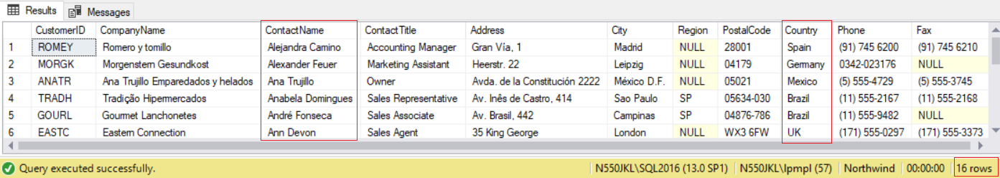 Results Messages
CustomerID CompanyName ContactName ContactTitle Address City Region PostalCode Country Phone Fax
1 ROMEY Romero y tomillo Alejandra Camino Accounting Manager Gran Vía, 1 Madrid NULL 28001 Spain (91) 745 6200 (91) 745 6210
2 MORGK Morgenstern Gesundkost Alexander Feuer Marketing Assistant Heerstr. 22 Leipzig NULL 04179 Germany 0342-023176 NULL
3 ANATR Ana Trujillo Emparedados y helados Ana Trujillo Owner Avda. de la Constitución 2222 México D.F. NULL 05021 Mexico (5) 555-4729 (5) 555-3745
4 TRADH Tradição Hipermercados Anabela Domingues Sales Representative Av. Inês de Castro, 414 Sao Paulo SP 05634-030 Brazil (11) 555-2167 (11) 555-2168
5 GOURL Gourmet Lanchonetes André Fonseca Sales Associate Av. Brasil, 442 Campinas SP 04876-786 Brazil (11) 555-9482 NULL
6 EASTC Eastern Connection Ann Devon Sales Agent 35 King George London NULL WX3 6FW UK (171) 555-0297 (171) 555-3373
Query executed successfully. N550JKL\SQL2016 (13.0 SP1) N550JKL\lpmpl (57) Northwind 00:00:00 16 rows